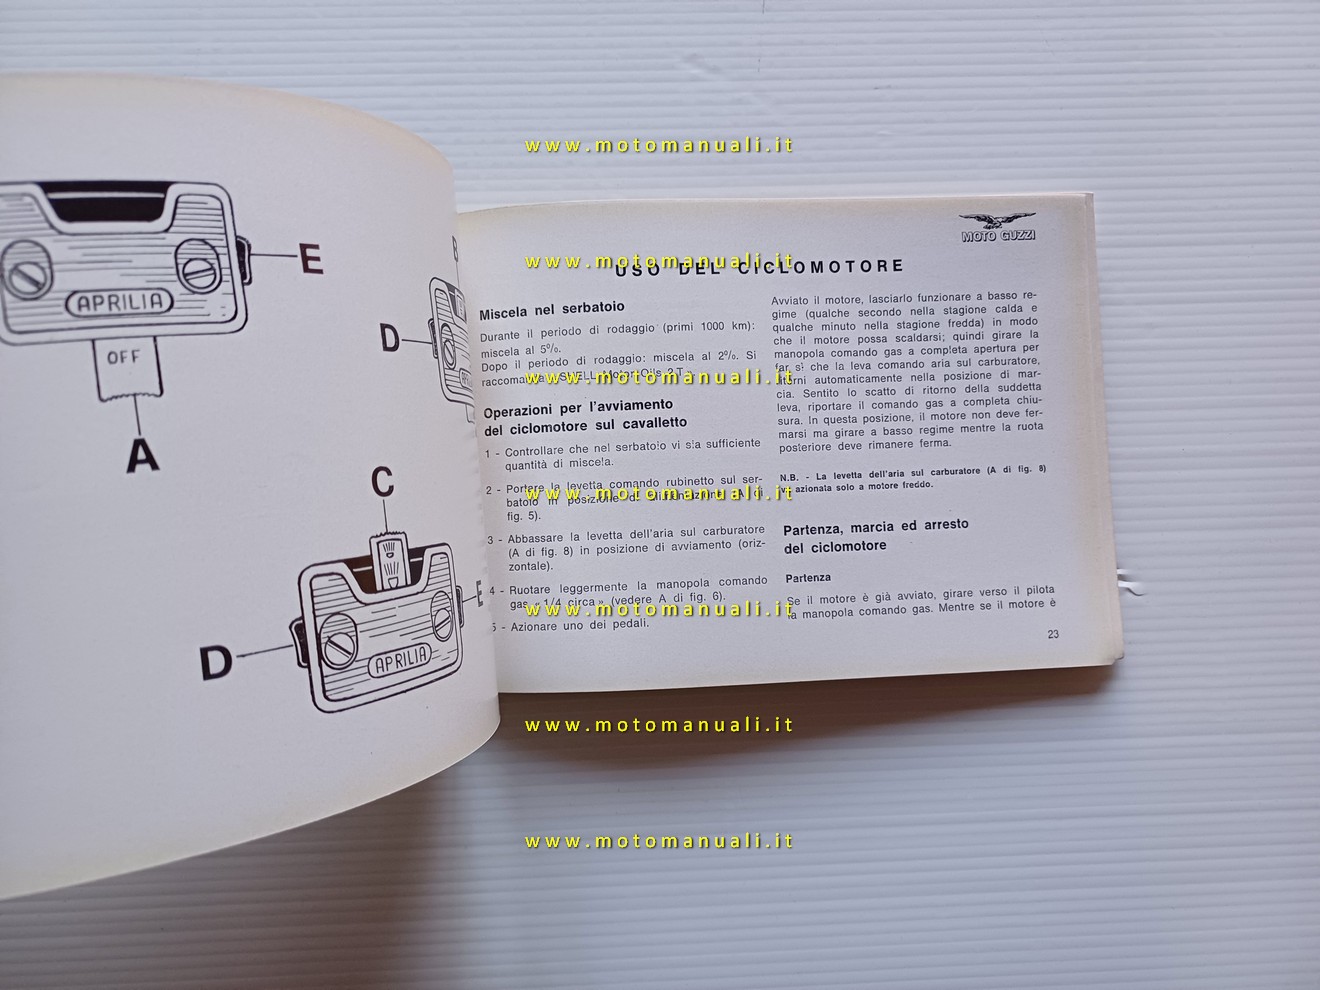 E
APRILIA
OFF
A
B
D
C
E
D
APRILIA
MOTO GUZZI
USO DEL CICLOMOTORE
Miscela nel serbatoio
Durante il periodo di rodaggio (primi 1000 km):
miscela al 5%.
Dopo il periodo di rodaggio: miscela al 2%. Si
SHELL Motor Oils 2 T
Operazioni per l'avviamento
del ciclomotore sul cavalletto
1 - Controllare che nel serbatoio vi sia sufficiente
quantità di miscela.
2 - Portare la levetta comando rubinetto sul ser-
batoio in posizione di
fig. 5).
3 - Abbassare la levetta dell'aria sul carburatore
(A di fig. 8) in posizione di avviamento (oriz-
zontale).
4 - Ruotare leggermente la manopola comando
gas « 1/4 circa » (vedere A di fig. 6).
5 - Azionare uno dei pedali.
Avviato il motore, lasciarlo funzionare a basso re-
gime (qualche secondo nella stagione calda e
qualche minuto nella stagione fredda) in modo
che il motore possa scaldarsi; quindi girare la
manopola comando gas a completa apertura per
far sì che la leva comando aria sul carburatore,
ritorni automaticamente nella posizione di mar-
cia. Sentito lo scatto di ritorno della suddetta
leva, riportare il comando gas a completa chiu-
sura. In questa posizione, il motore non deve fer-
marsi ma girare a basso regime mentre la ruota
posteriore deve rimanere ferma.
N.B. - La levetta dell'aria sul carburatore (A di fig. 8)
va azionata solo a motore freddo.
Partenza, marcia ed arresto
del ciclomotore
Partenza
Se il motore è già avviato, girare verso il pilota
la manopola comando gas. Mentre se il motore è
23
www.motomanuali.it
www.motomanuali.it
www.motomanuali.it
www.motomanuali.it
www.motomanuali.it
www.motomanuali.it
www.motomanuali.it